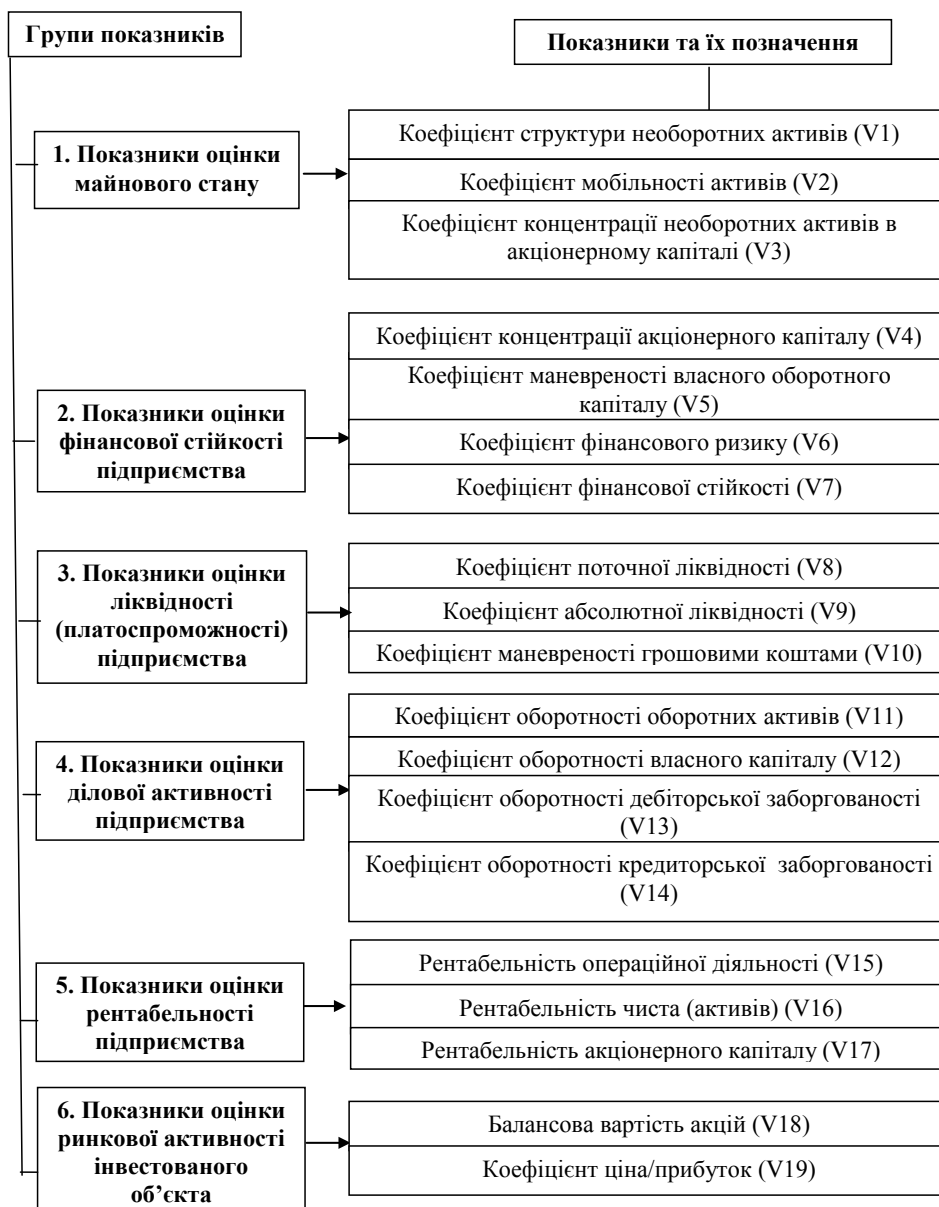 Групи показників
Показники та їх позначення
1. Показники оцінки
майнового стану
Коефіцієнт структури необоротних активів (V1)
Коефіцієнт мобільності активів (V2)
Коефіцієнт концентрації необоротних активів в
акціонерному капіталі (V3)
2. Показники оцінки
фінансової стійкості
підприємства
Коефіцієнт концентрації акціонерного капіталу (V4)
Коефіцієнт маневреності власного оборотного
капіталу (V5)
Коефіцієнт фінансового ризику (V6)
Коефіцієнт фінансової стійкості (V7)
3. Показники оцінки
ліквідності
(платоспроможності)
підприємства
Коефіцієнт поточної ліквідності (V8)
Коефіцієнт абсолютної ліквідності (V9)
Коефіцієнт маневреності грошовими коштами (V10)
4. Показники оцінки
ділової активності
підприємства
Коефіцієнт оборотності оборотних активів (V11)
Коефіцієнт оборотності власного капіталу (V12)
Коефіцієнт оборотності дебіторської заборгованості
(V13)
Коефіцієнт оборотності кредиторської заборгованості
(V14)
5. Показники оцінки
рентабельності
підприємства
Рентабельність операційної діяльності (V15)
Рентабельність чиста (активів) (V16)
Рентабельність акціонерного капіталу (V17)
6. Показники оцінки
ринкової активності
інвестованого
об’єкта
Балансова вартість акцій (V18)
Коефіцієнт ціна/прибуток (V19)